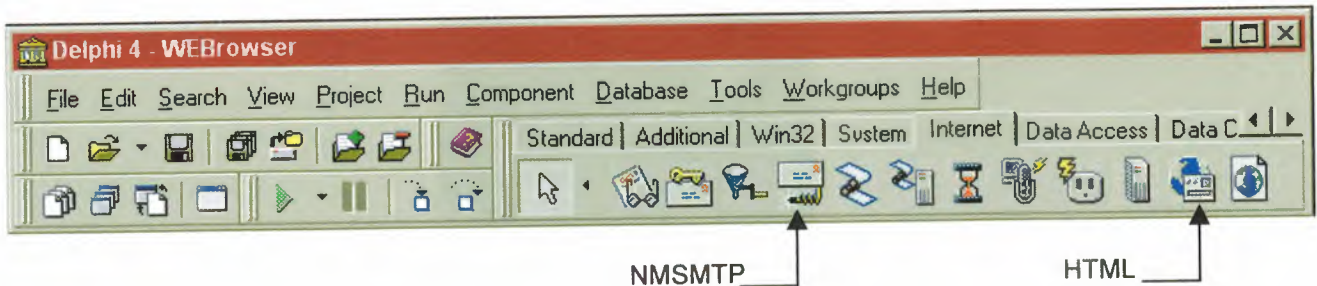 Delphi 4 - WEBrowser
File Edit Search View Project Run Component Database Tools Workgroups Help
Standard Additional Win32 System Internet Data Access Data C
NMSMTP HTML